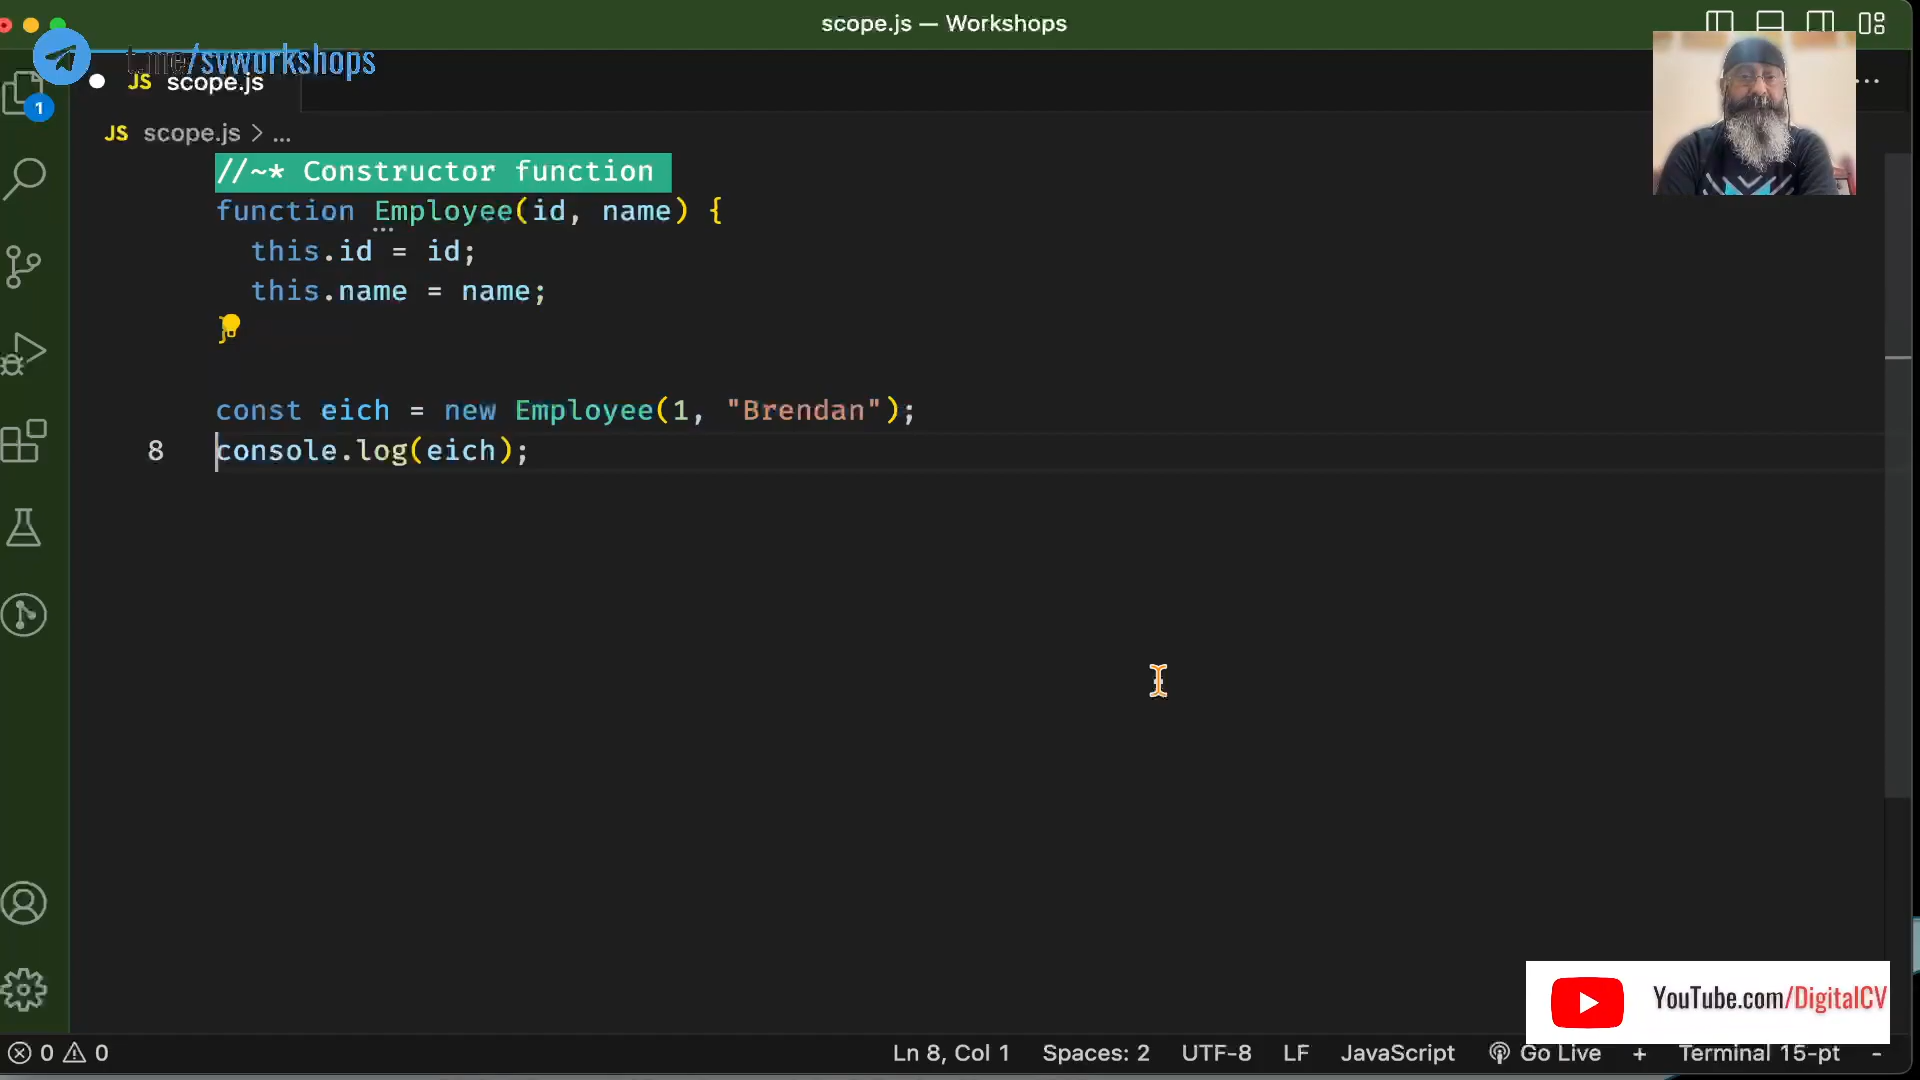 scope.js — Workshops
t.me/svworkshops
JS scope.js
1
JS scope.js > ...
//~* Constructor function
function Employee(id, name) {
this.id = id;
this.name = name;
}
const eich = new Employee(1, "Brendan");
8 console.log(eich);
YouTube.com/DigitalCV
0 0 Ln 8, Col 1 Spaces: 2 UTF-8 LF JavaScript Go Live + Terminal 15-pt -